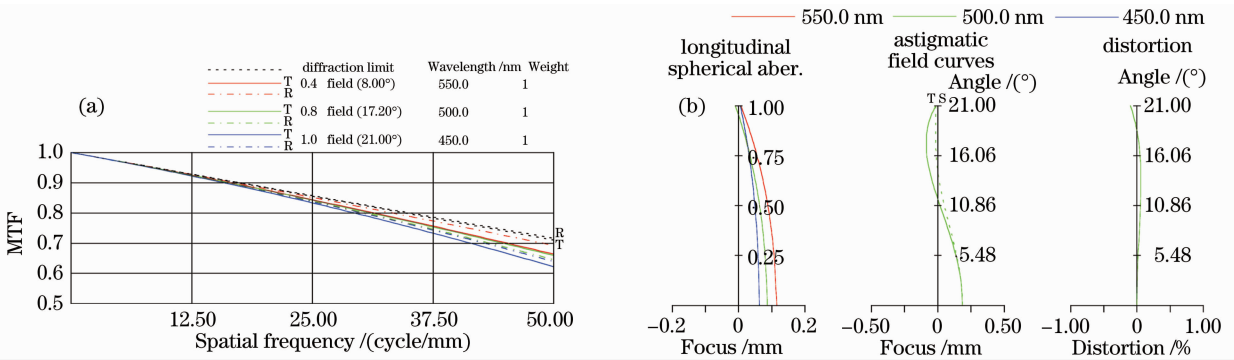 diffraction limit Wavelength /nm Weight
T 0.4 field (8.00°) 550.0 1
R
T 0.8 field (17.20°) 500.0 1
R
T 1.0 field (21.00°) 450.0 1
R
(a)
1.0
0.9
0.8
0.7
0.6
0.5
MTF
R
T
12.50 25.00 37.50 50.00
Spatial frequency /(cycle/mm)
550.0 nm 500.0 nm 450.0 nm
(b)
longitudinal
spherical aber.
1.00
0.75
0.50
0.25
-0.2 0 0.2
Focus /mm
astigmatic
field curves
Angle /(°)
T S
21.00
16.06
10.86
5.48
-0.50 0 0.50
Focus /mm
distortion
Angle /(°)
21.00
16.06
10.86
5.48
-1.00 0 1.00
Distortion /%